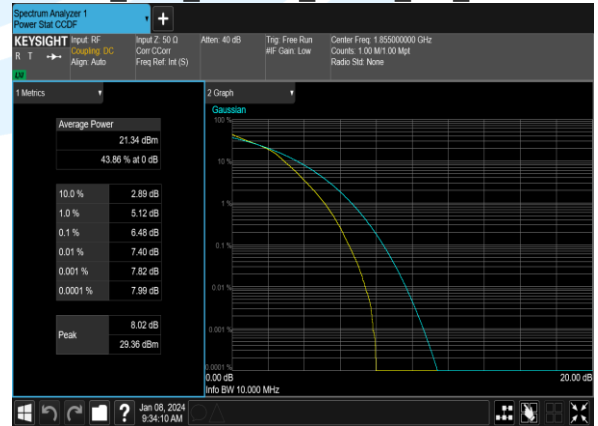 Spectrum Analyzer 1
Power Stat CCDF
+
KEYSIGHT
R T
LXI
Input: RF
Coupling: DC
Align: Auto
Input Z: 50 Ω
Corr CCorr
Freq Ref: Int (S)
Atten: 40 dB
Trig: Free Run
#IF Gain: Low
Center Freq: 1.855000000 GHz
Counts: 1.00 M/1.00 Mpt
Radio Std: None
1 Metrics
Average Power
21.34 dBm
43.86 % at 0 dB
10.0 % 2.89 dB
1.0 % 5.12 dB
0.1 % 6.48 dB
0.01 % 7.40 dB
0.001 % 7.82 dB
0.0001 % 7.99 dB
Peak
8.02 dB
29.36 dBm
2 Graph
Gaussian
100 %
10 %
1 %
0.1 %
0.01 %
0.001 %
0.0001 %
0.00 dB
20.00 dB
Info BW 10.000 MHz
?
Jan 08, 2024
9:34:10 AM